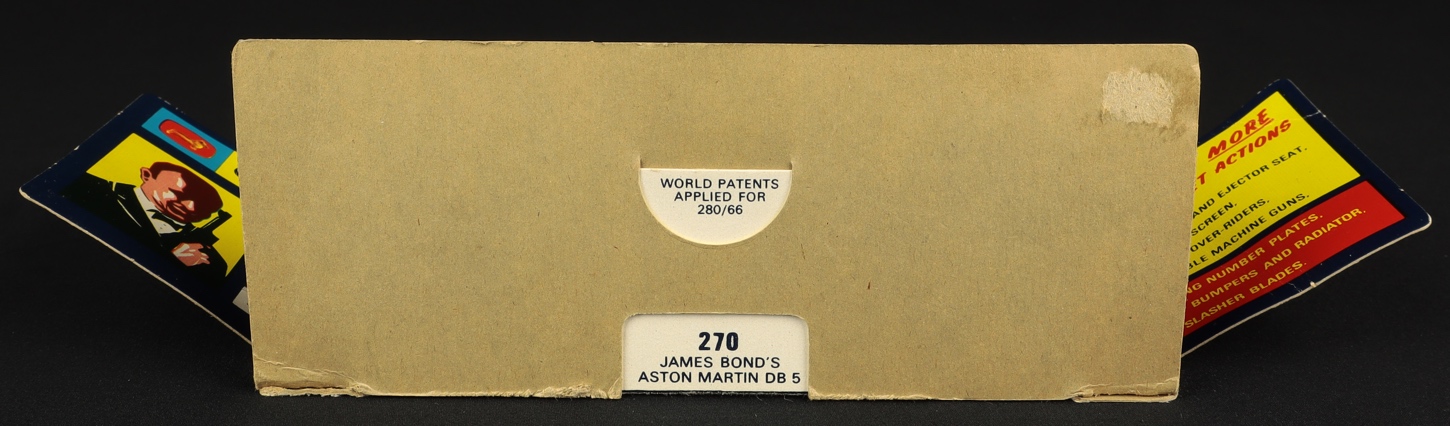 WORLD PATENTS
APPLIED FOR
280/66
270
JAMES BOND'S
ASTON MARTIN DB 5
MORE
ACTIONS
AND EJECTOR SEAT.
SCREEN.
OVER-RIDERS.
MACHINE GUNS.
NUMBER PLATES.
BUMPERS AND RADIATOR.
SLASHER BLADES.